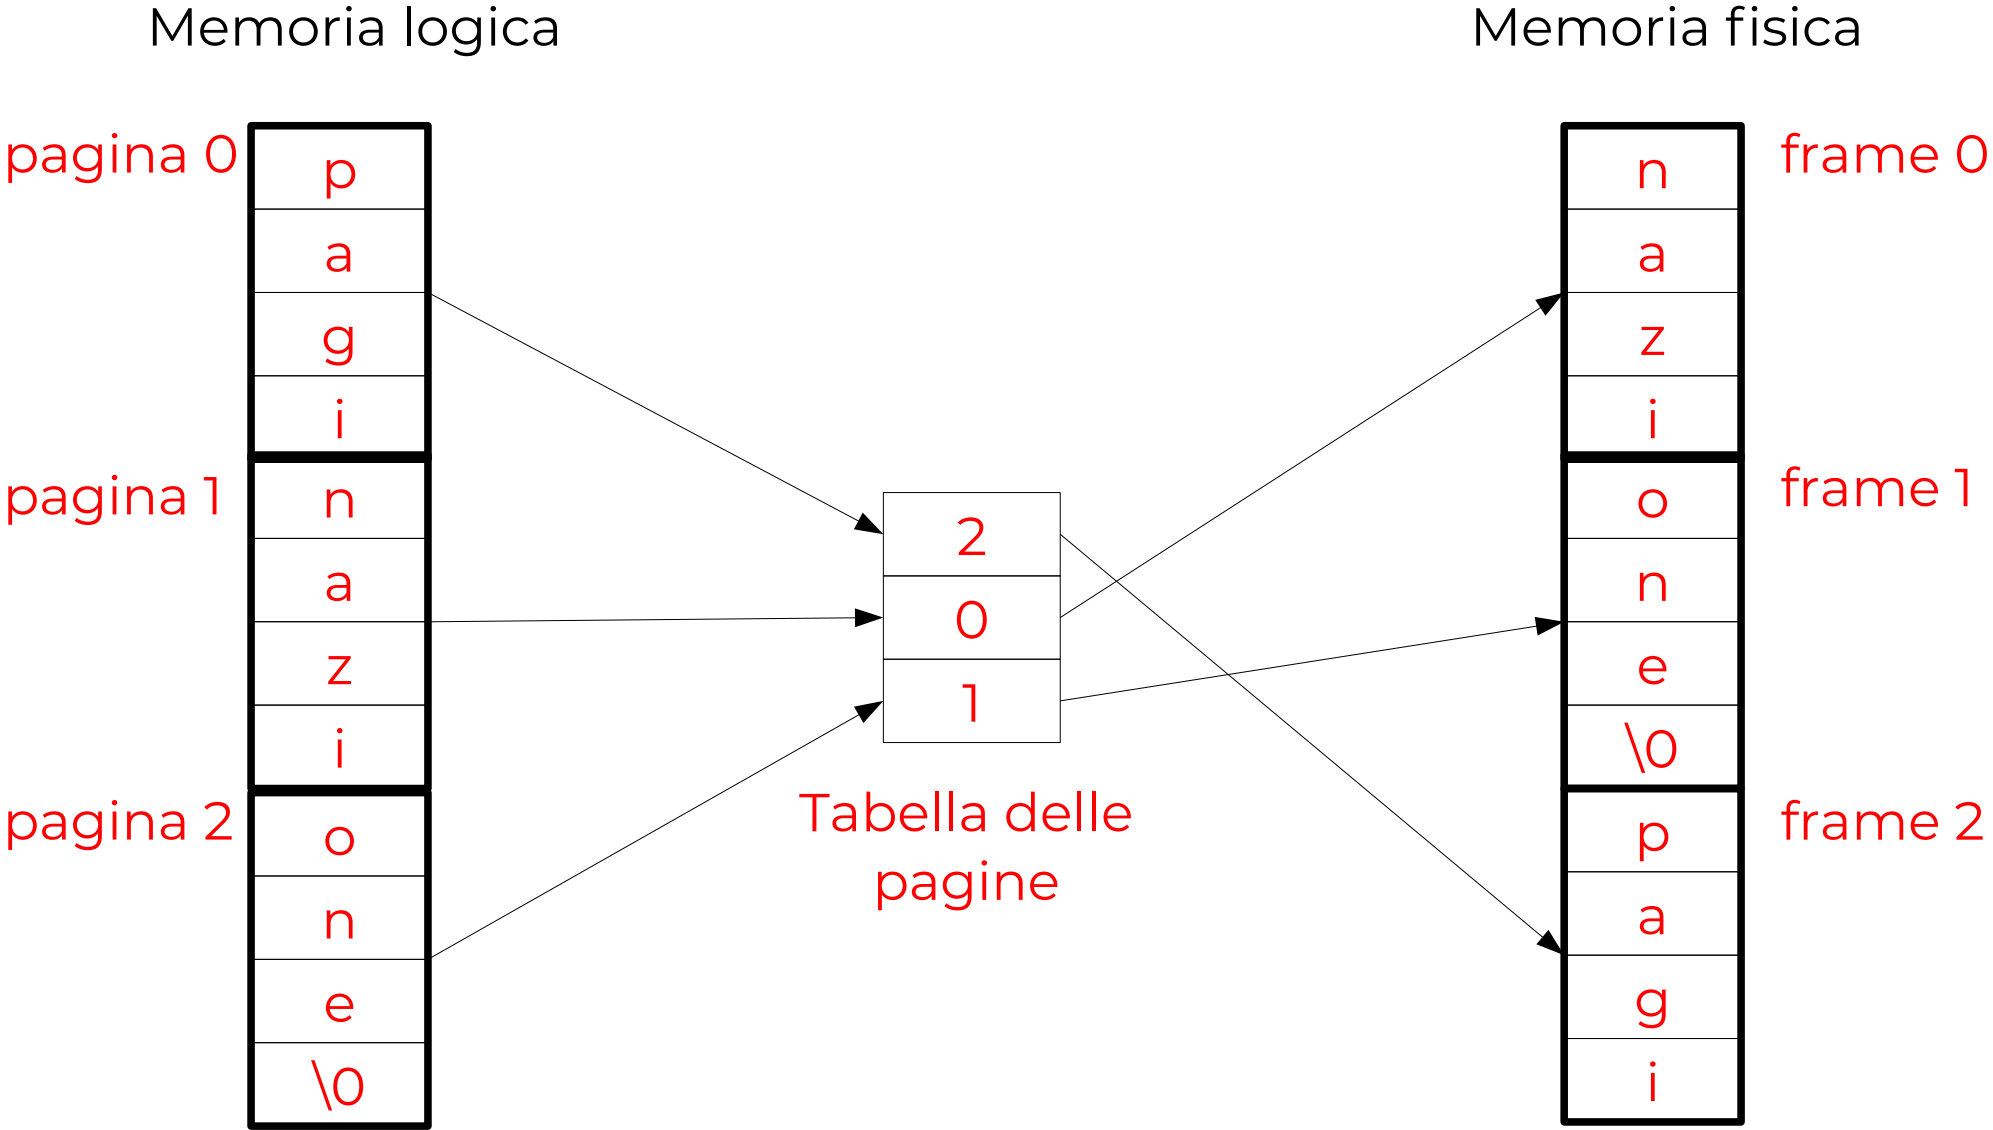 Memoria logica
Memoria fisica
pagina 0
p
a
g
i
pagina 1
n
a
z
i
pagina 2
o
n
e
\0
2
0
1
Tabella delle
pagine
frame 0
n
a
z
i
frame 1
o
n
e
\0
frame 2
p
a
g
i